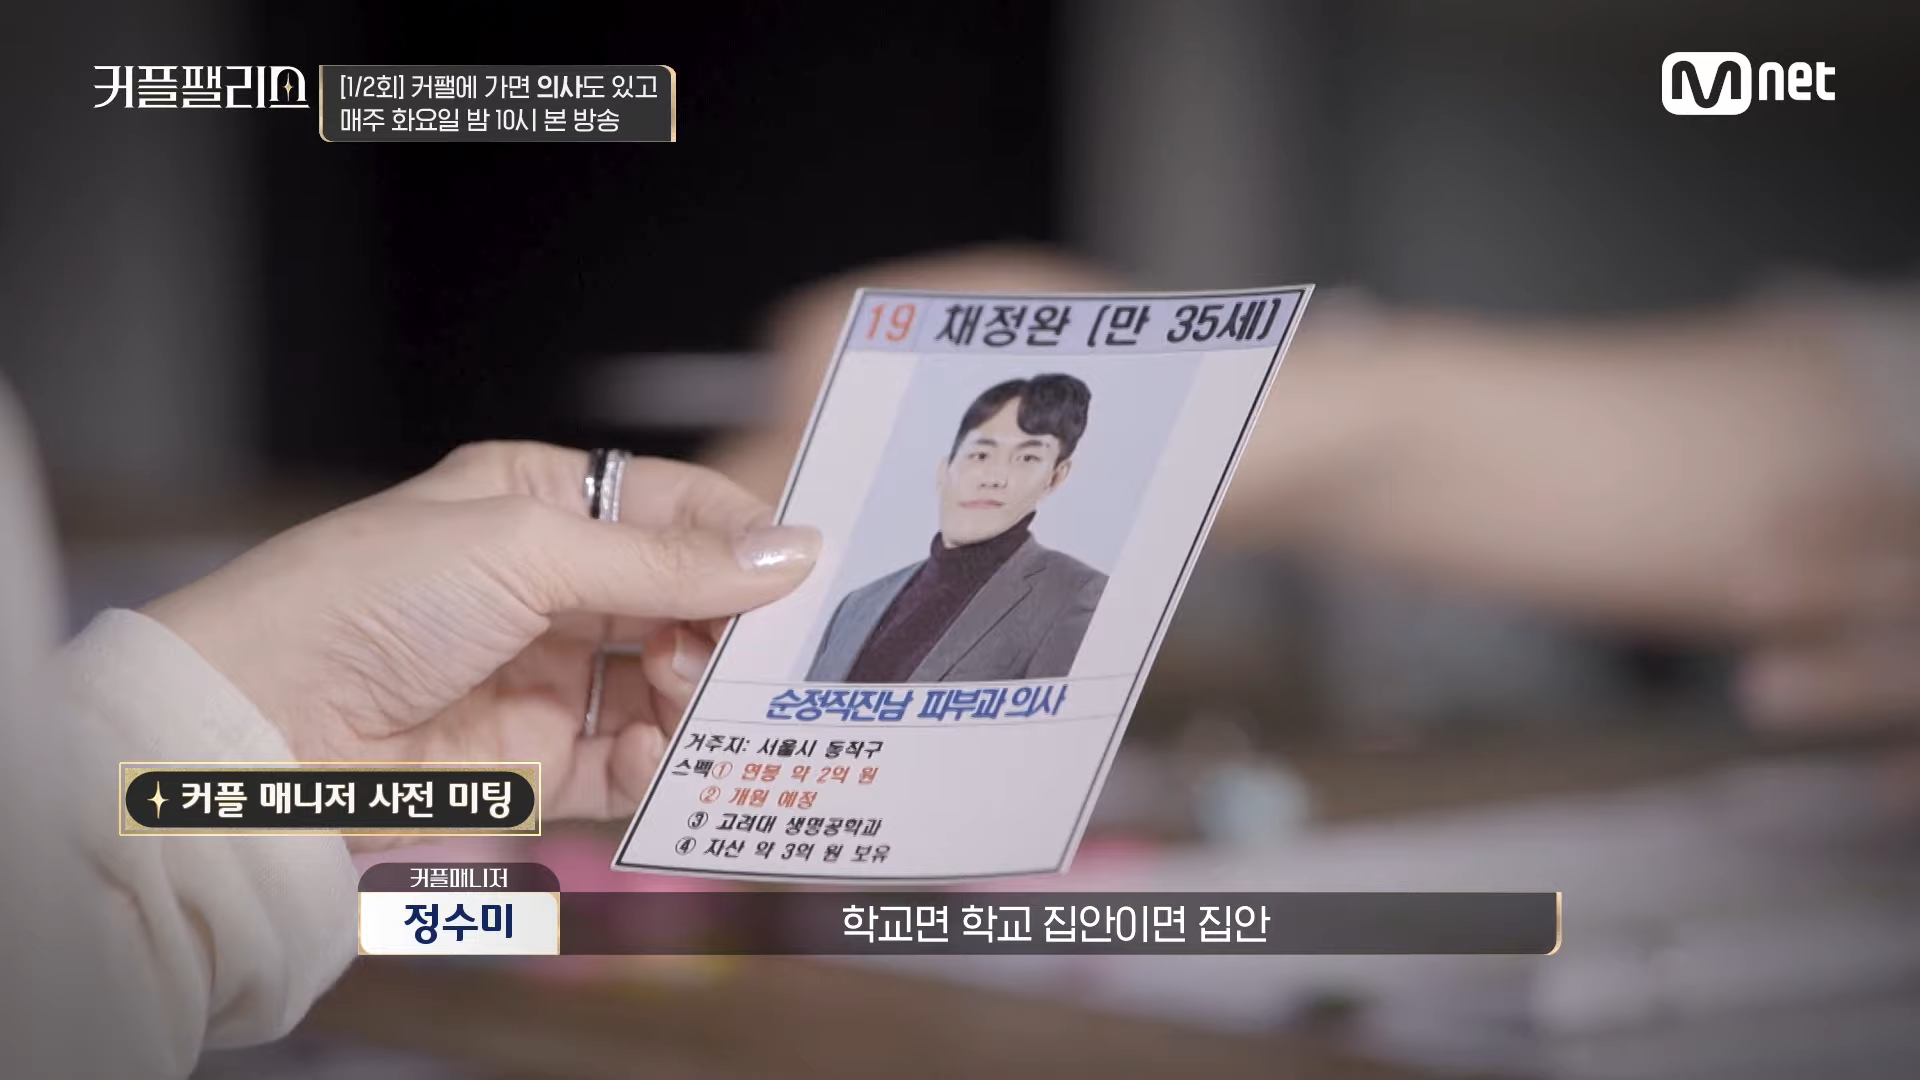 커플팰리스
[1/2회] 커팰에 가면 의사도 있고
매주 화요일 밤 10시 본 방송
Mnet
19 채정완 (만 35세)
순정직진남 피부과 의사
거주지: 서울시 동작구
스펙① 연봉 약 2억 원
② 개원 예정
③ 고려대 생명공학과
④ 자산 약 3억 원 보유
커플 매니저 사전 미팅
커플매니저
정수미
학교면 학교 집안이면 집안